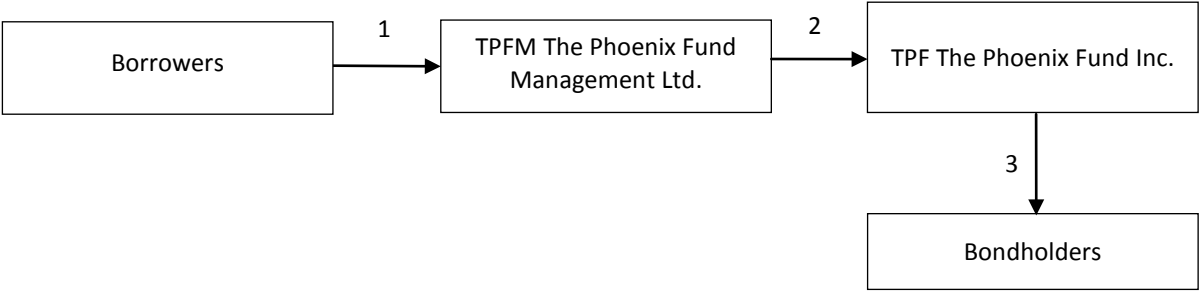 Borrowers
1
TPFM The Phoenix Fund
Management Ltd.
2
TPF The Phoenix Fund Inc.
3
Bondholders